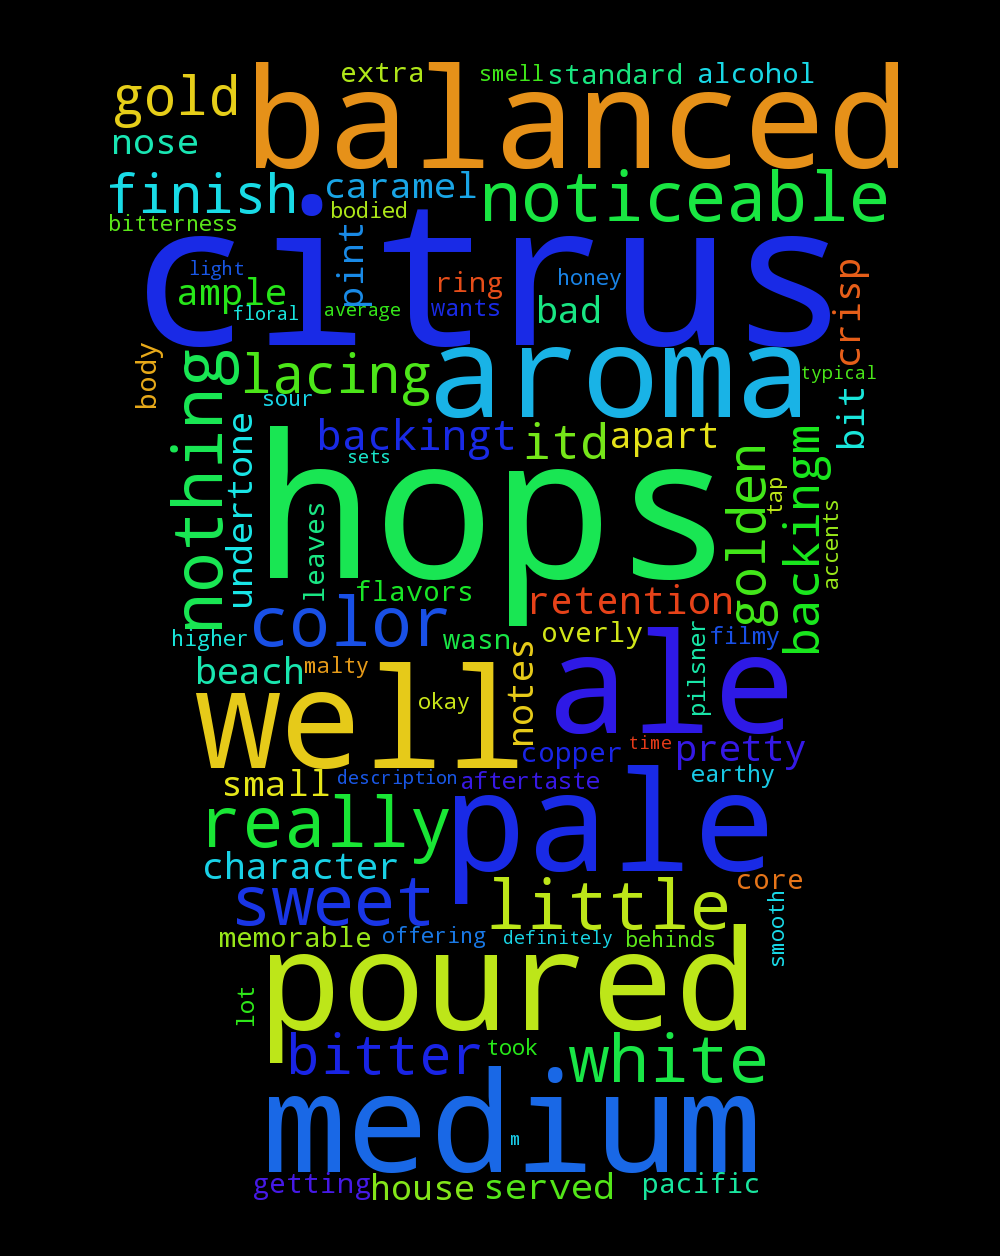 extra smell standard alcohol
gold balanced
nose
finish caramel noticeable
bitterness bodied
citrus
light pint ring honey crisp
ample wants
floral average bad
body lacing aroma typical
nothing sour bit
undertone backingt itd apart
sets golden backingm
hops tap
leaves accents
flavors retention
higher color wasn overly pilsner filmy
beach malty notes ale
well okay
copper time pretty
small description aftertaste earthy
really pale
character
sweet little core
memorable offering definitely behinds smooth
poured
lot
bitter took white
medium
m
getting house served pacific